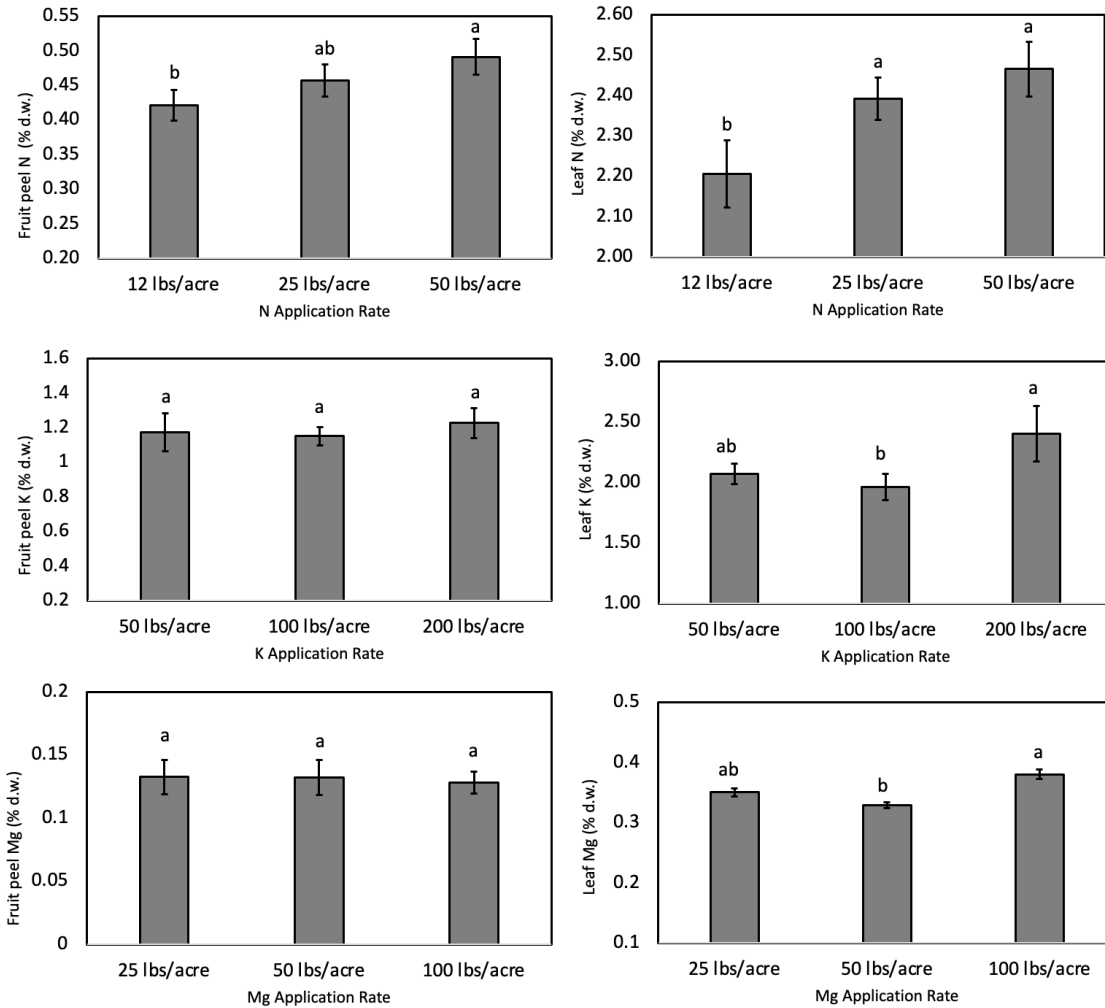 Fruit peel N (% d.w.)
0.55
0.50
0.45
0.40
0.35
0.30
0.25
0.20
b
ab
a
12 lbs/acre 25 lbs/acre 50 lbs/acre
N Application Rate
Leaf N (% d.w.)
2.60
2.50
2.40
2.30
2.20
2.10
2.00
b
a
a
12 lbs/acre 25 lbs/acre 50 lbs/acre
N Application Rate
Fruit peel K (% d.w.)
1.6
1.4
1.2
1
0.8
0.6
0.4
0.2
a
a
a
50 lbs/acre 100 lbs/acre 200 lbs/acre
K Application Rate
Leaf K (% d.w.)
3.00
2.50
2.00
1.50
1.00
ab
b
a
50 lbs/acre 100 lbs/acre 200 lbs/acre
K Application Rate
Fruit peel Mg (% d.w.)
0.2
0.15
0.1
0.05
0
a
a
a
25 lbs/acre 50 lbs/acre 100 lbs/acre
Mg Application Rate
Leaf Mg (% d.w.)
0.5
0.4
0.3
0.2
0.1
ab
b
a
25 lbs/acre 50 lbs/acre 100 lbs/acre
Mg Application Rate